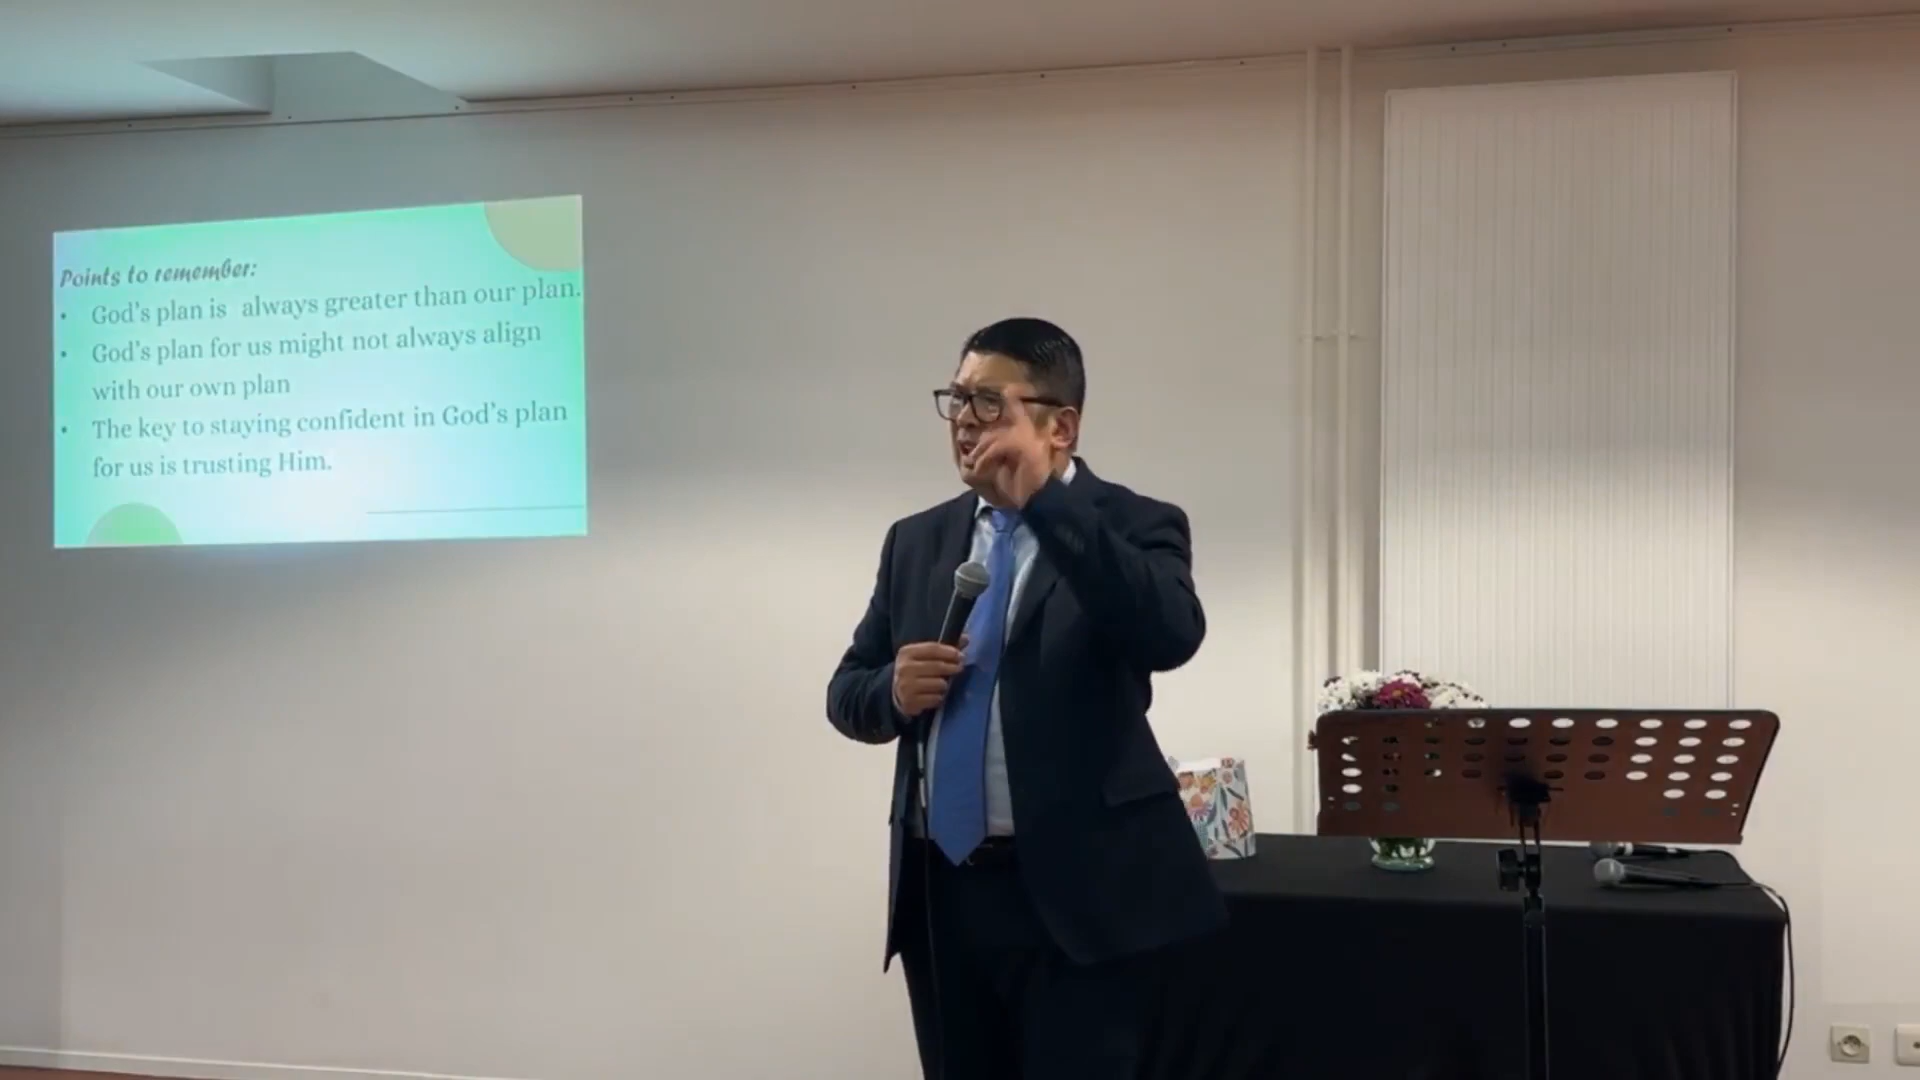 Points to remember:
• God's plan is always greater than our plan.
• God's plan for us might not always align
with our own plan
• The key to staying confident in God's plan
for us is trusting Him.